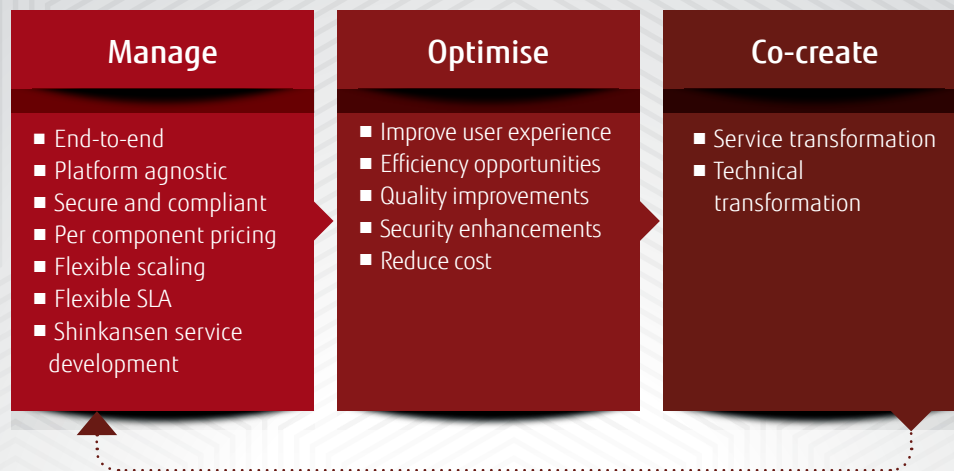 Manage
■ End-to-end
■ Platform agnostic
■ Secure and compliant
■ Per component pricing
■ Flexible scaling
■ Flexible SLA
■ Shinkansen service
development
Optimise
■ Improve user experience
■ Efficiency opportunities
■ Quality improvements
■ Security enhancements
■ Reduce cost
Co-create
■ Service transformation
■ Technical
transformation